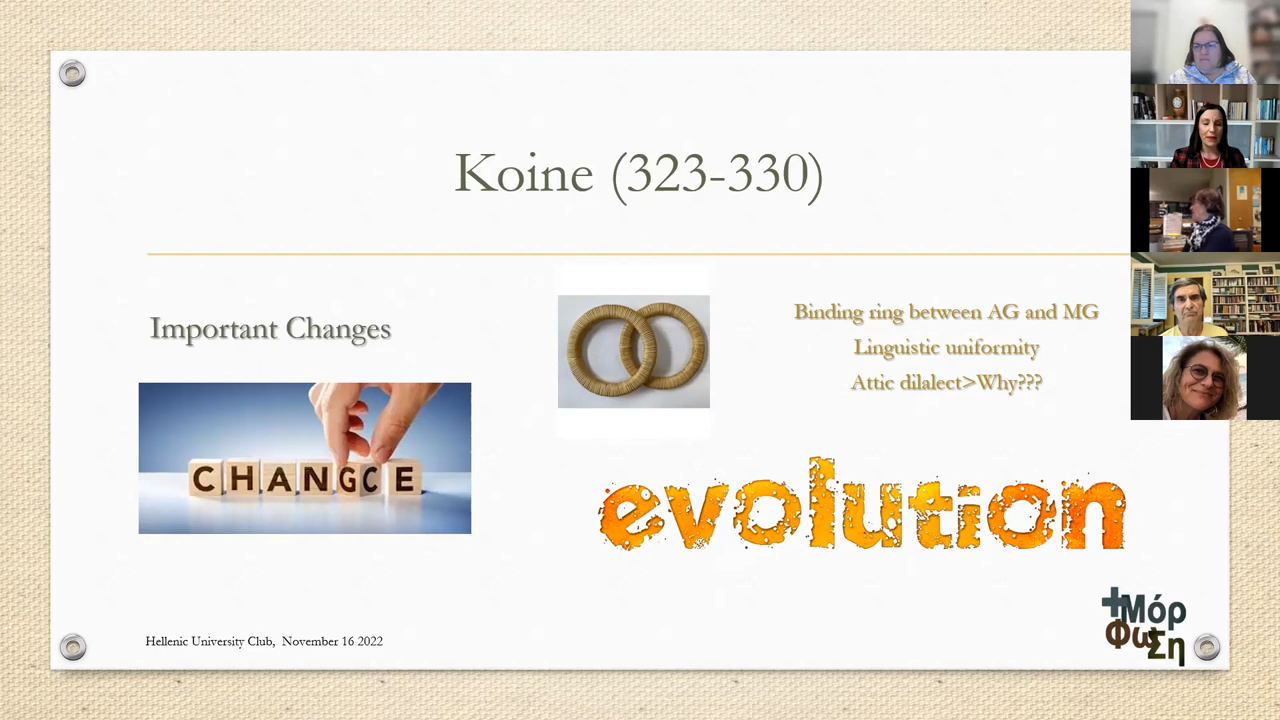 Koine (323-330)
Important Changes
Binding ring between AG and MG
Linguistic uniformity
Attic dilalect>Why???
CHANGCE
evolution
Hellenic University Club, November 16 2022
+Μόρ
Φω
Ση